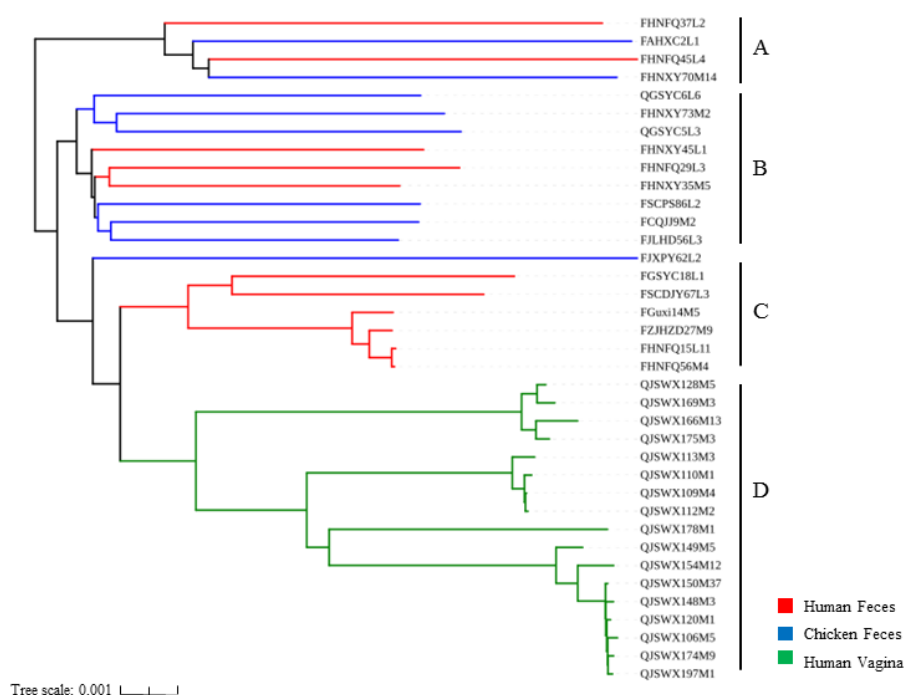 FHNFQ37L2
FAHXC2L1
A
FHNFQ45L4
FHNXY70M14
QGSYC6L6
FHNXY73M2
QGSYC5L3
FHNXY45L1
FHNFQ29L3
B
FHNXY35M5
FSCPS86L2
FCQJJ9M2
FJLHD56L3
FJXPY62L2
FGSYC18L1
FSCDJY67L3
FGuxi14M5
C
FZJHZD27M9
FHNFQ15L11
FHNFQ56M4
QJSWX128M5
QJSWX169M3
QJSWX166M13
QJSWX175M3
QJSWX113M3
QJSWX110M1
QJSWX109M4
D
QJSWX112M2
QJSWX178M1
QJSWX149M5
QJSWX154M12
QJSWX150M37
QJSWX148M3
Human Feces
QJSWX120M1
QJSWX106M5
Chicken Feces
QJSWX174M9
Human Vagina
QJSWX197M1
Tree scale: 0.001